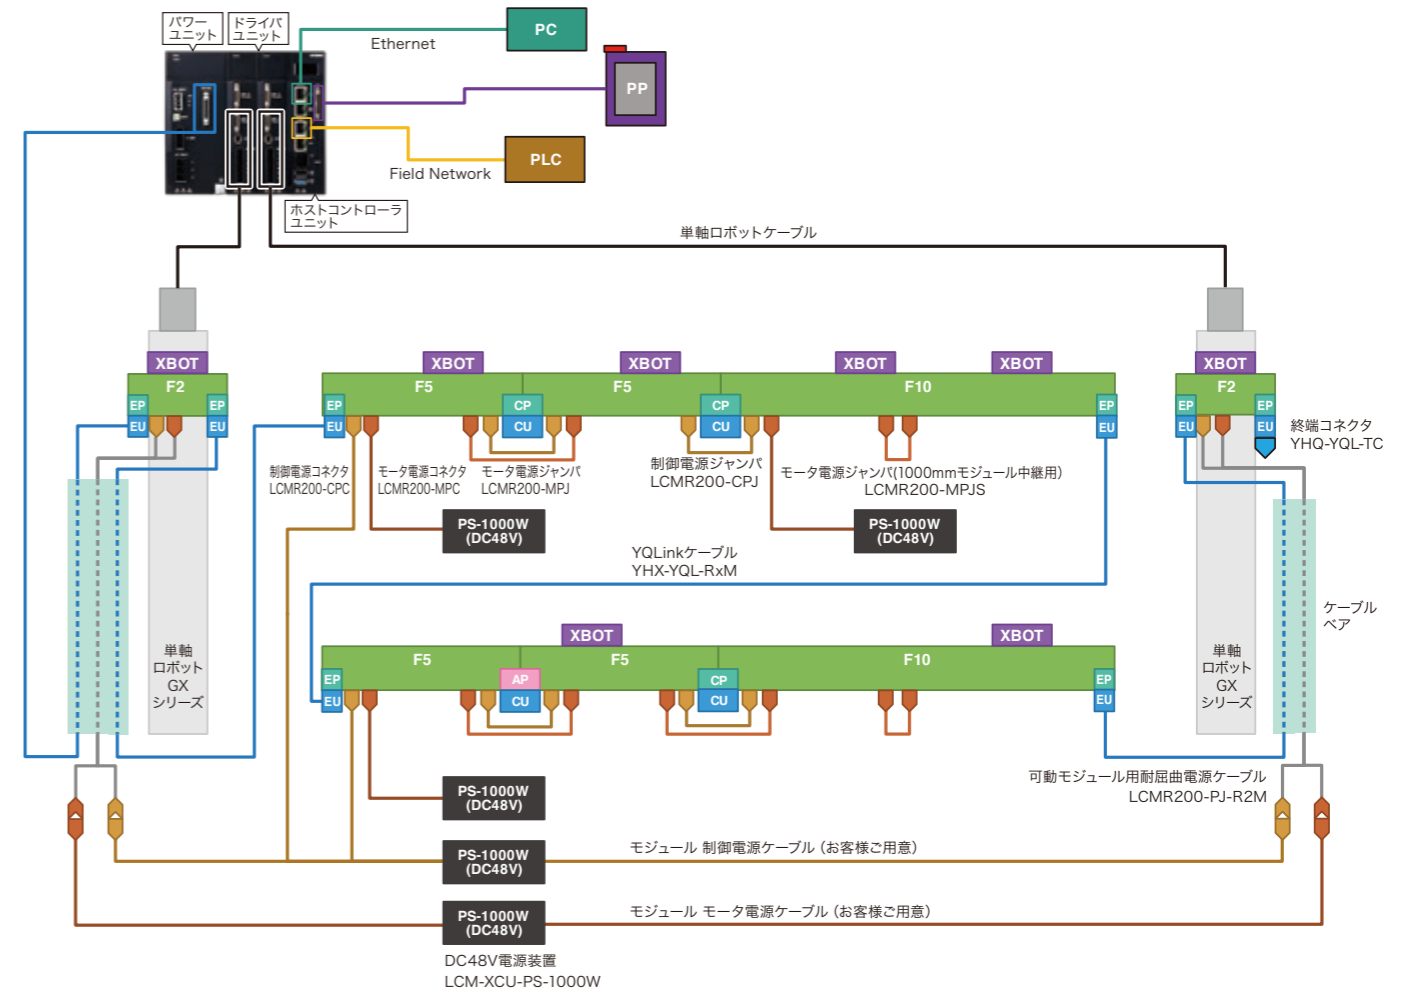 パワー
ユニット
ドライバ
ユニット
PC
Ethernet
PP
PLC
Field Network
ホストコントローラ
ユニット
単軸ロボットケーブル
XBOT
XBOT
XBOT
XBOT
XBOT
XBOT
F2
F5
F5
F10
F2
EP
EP
EP
CP
CP
EP
EP
EP
EU
EU
EU
CU
CU
EU
EU
EU
終端コネクタ
YHQ-YQL-TC
制御電源コネクタ
LCMR200-CPC
モータ電源コネクタ
LCMR200-MPC
モータ電源ジャンパ
LCMR200-MPJ
制御電源ジャンパ
LCMR200-CPJ
モータ電源ジャンパ(1000mmモジュール中継用)
LCMR200-MPJS
PS-1000W
(DC48V)
PS-1000W
(DC48V)
YQLinkケーブル
YHX-YQL-RxM
ケーブル
ベア
XBOT
XBOT
F5
F5
F10
EP
AP
CP
EP
EU
CU
CU
EU
単軸
ロボット
GX
シリーズ
単軸
ロボット
GX
シリーズ
可動モジュール用耐屈曲電源ケーブル
LCMR200-PJ-R2M
PS-1000W
(DC48V)
PS-1000W
(DC48V)
モジュール 制御電源ケーブル (お客様ご用意)
PS-1000W
(DC48V)
モジュール モータ電源ケーブル (お客様ご用意)
DC48V電源装置
LCM-XCU-PS-1000W